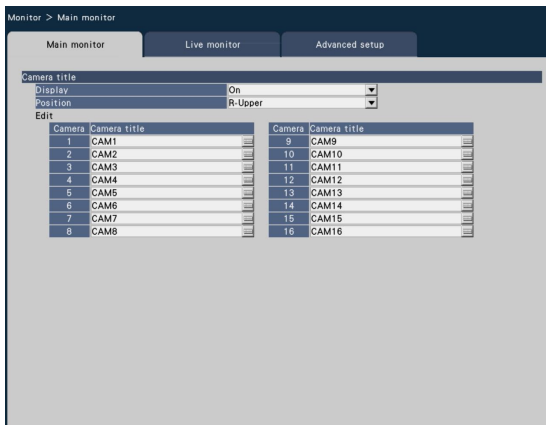 Monitor > Main monitor
Main monitor Live monitor Advanced setup
Camera title
Display On
Position R-Upper
Edit
Camera Camera title Camera Camera title
1 CAM1 9 CAM9
2 CAM2 10 CAM10
3 CAM3 11 CAM11
4 CAM4 12 CAM12
5 CAM5 13 CAM13
6 CAM6 14 CAM14
7 CAM7 15 CAM15
8 CAM8 16 CAM16